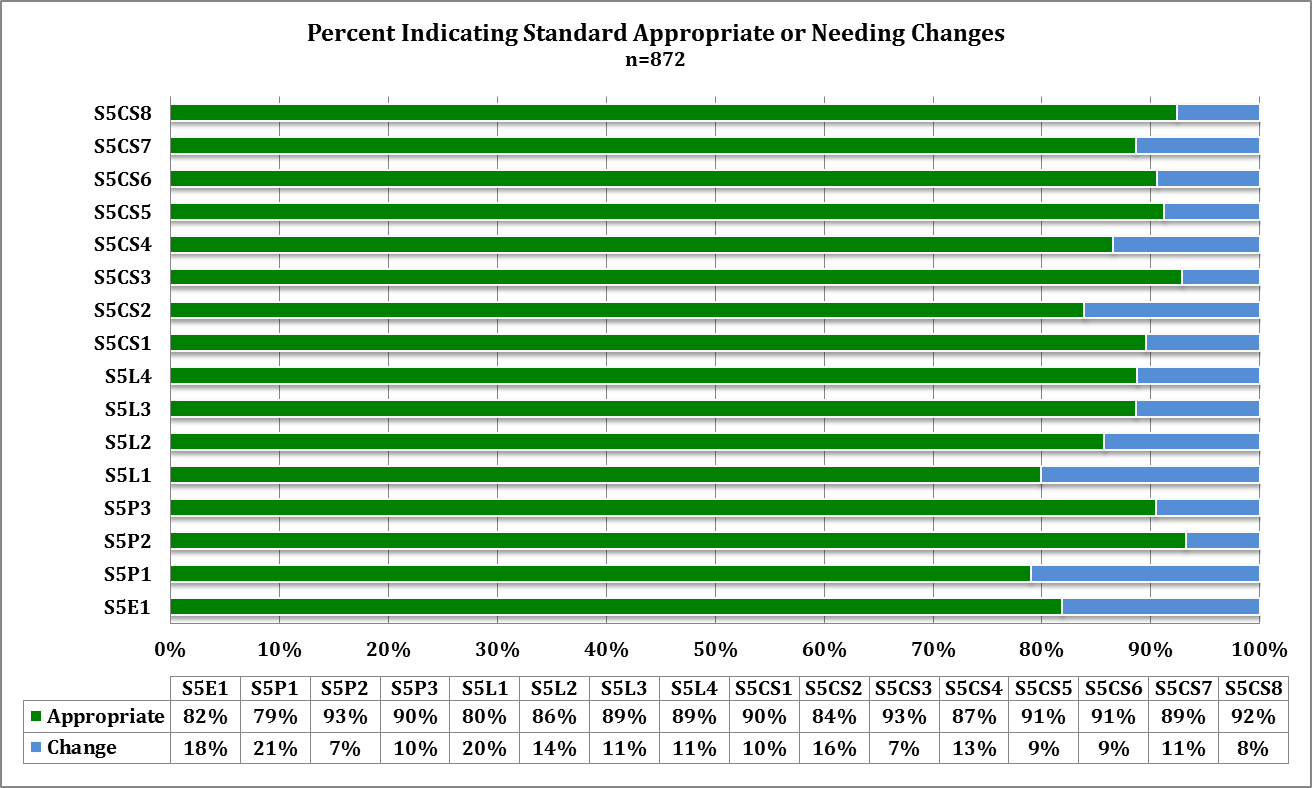 Percent Indicating Standard Appropriate or Needing Changes
n=872
S5CS8
S5CS7
S5CS6
S5CS5
S5CS4
S5CS3
S5CS2
S5CS1
S5L4
S5L3
S5L2
S5L1
S5P3
S5P2
S5P1
S5E1
0% 10% 20% 30% 40% 50% 60% 70% 80% 90% 100%
S5E1 S5P1 S5P2 S5P3 S5L1 S5L2 S5L3 S5L4 S5CS1 S5CS2 S5CS3 S5CS4 S5CS5 S5CS6 S5CS7 S5CS8
Appropriate 82% 79% 93% 90% 80% 86% 89% 89% 90% 84% 93% 87% 91% 91% 89% 92%
Change 18% 21% 7% 10% 20% 14% 11% 11% 10% 16% 7% 13% 9% 9% 11% 8%